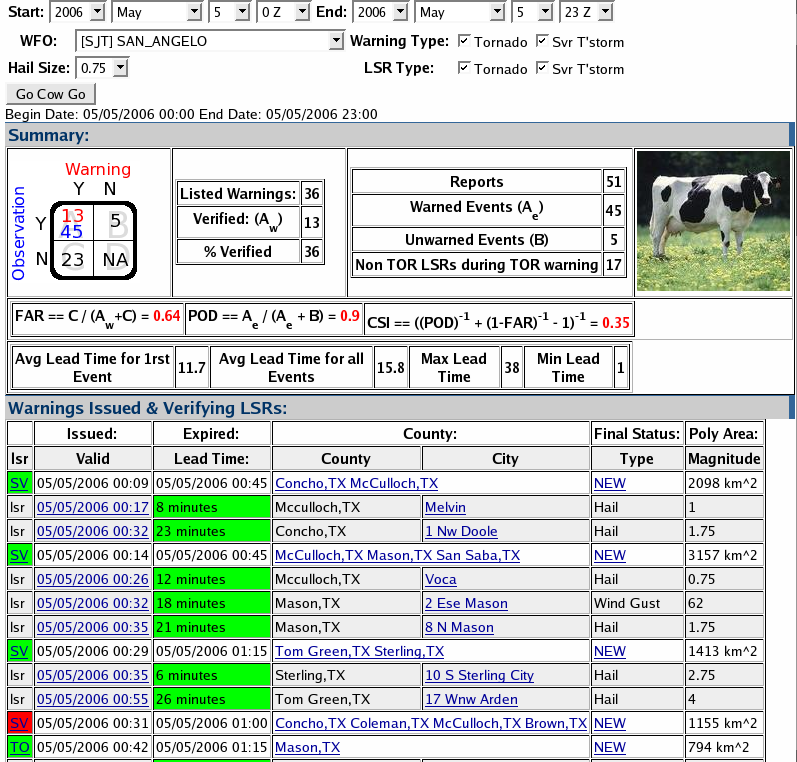 Start: 2006 May 5 0 Z End: 2006 May 5 23 Z
WFO: [SJT] SAN_ANGELO Warning Type: Tornado Svr T'storm
Hail Size: 0.75 LSR Type: Tornado Svr T'storm
Go Cow Go
Begin Date: 05/05/2006 00:00 End Date: 05/05/2006 23:00
Summary:
Warning
Y N
Observation
Y 13 45 A 5 B
N 23 C NA D
Listed Warnings: 36
Verified: (Aw) 13
% Verified 36
Reports 51
Warned Events (Ae) 45
Unwarned Events (B) 5
Non TOR LSRs during TOR warning 17
FAR == C / (Aw+C) = 0.64 POD == Ae / (Ae + B) = 0.9 CSI == ((POD)-1 + (1-FAR)-1 - 1)-1 = 0.35
Avg Lead Time for 1rst Event 11.7 Avg Lead Time for all Events 15.8 Max Lead Time 38 Min Lead Time 1
Warnings Issued & Verifying LSRs:
Issued: Expired: County: Final Status: Poly Area:
lsr Valid Lead Time: County City Type Magnitude
SV 05/05/2006 00:09 05/05/2006 00:45 Concho,TX McCulloch,TX NEW 2098 km^2
lsr 05/05/2006 00:17 8 minutes Mcculloch,TX Melvin Hail 1
lsr 05/05/2006 00:32 23 minutes Concho,TX 1 Nw Doole Hail 1.75
SV 05/05/2006 00:14 05/05/2006 00:45 McCulloch,TX Mason,TX San Saba,TX NEW 3157 km^2
lsr 05/05/2006 00:26 12 minutes Mcculloch,TX Voca Hail 0.75
lsr 05/05/2006 00:32 18 minutes Mason,TX 2 Ese Mason Wind Gust 62
lsr 05/05/2006 00:35 21 minutes Mason,TX 8 N Mason Hail 1.75
SV 05/05/2006 00:29 05/05/2006 01:15 Tom Green,TX Sterling,TX NEW 1413 km^2
lsr 05/05/2006 00:35 6 minutes Sterling,TX 10 S Sterling City Hail 2.75
lsr 05/05/2006 00:55 26 minutes Tom Green,TX 17 Wnw Arden Hail 4
SV 05/05/2006 00:31 05/05/2006 01:00 Concho,TX Coleman,TX McCulloch,TX Brown,TX NEW 1155 km^2
TO 05/05/2006 00:42 05/05/2006 01:15 Mason,TX NEW 794 km^2